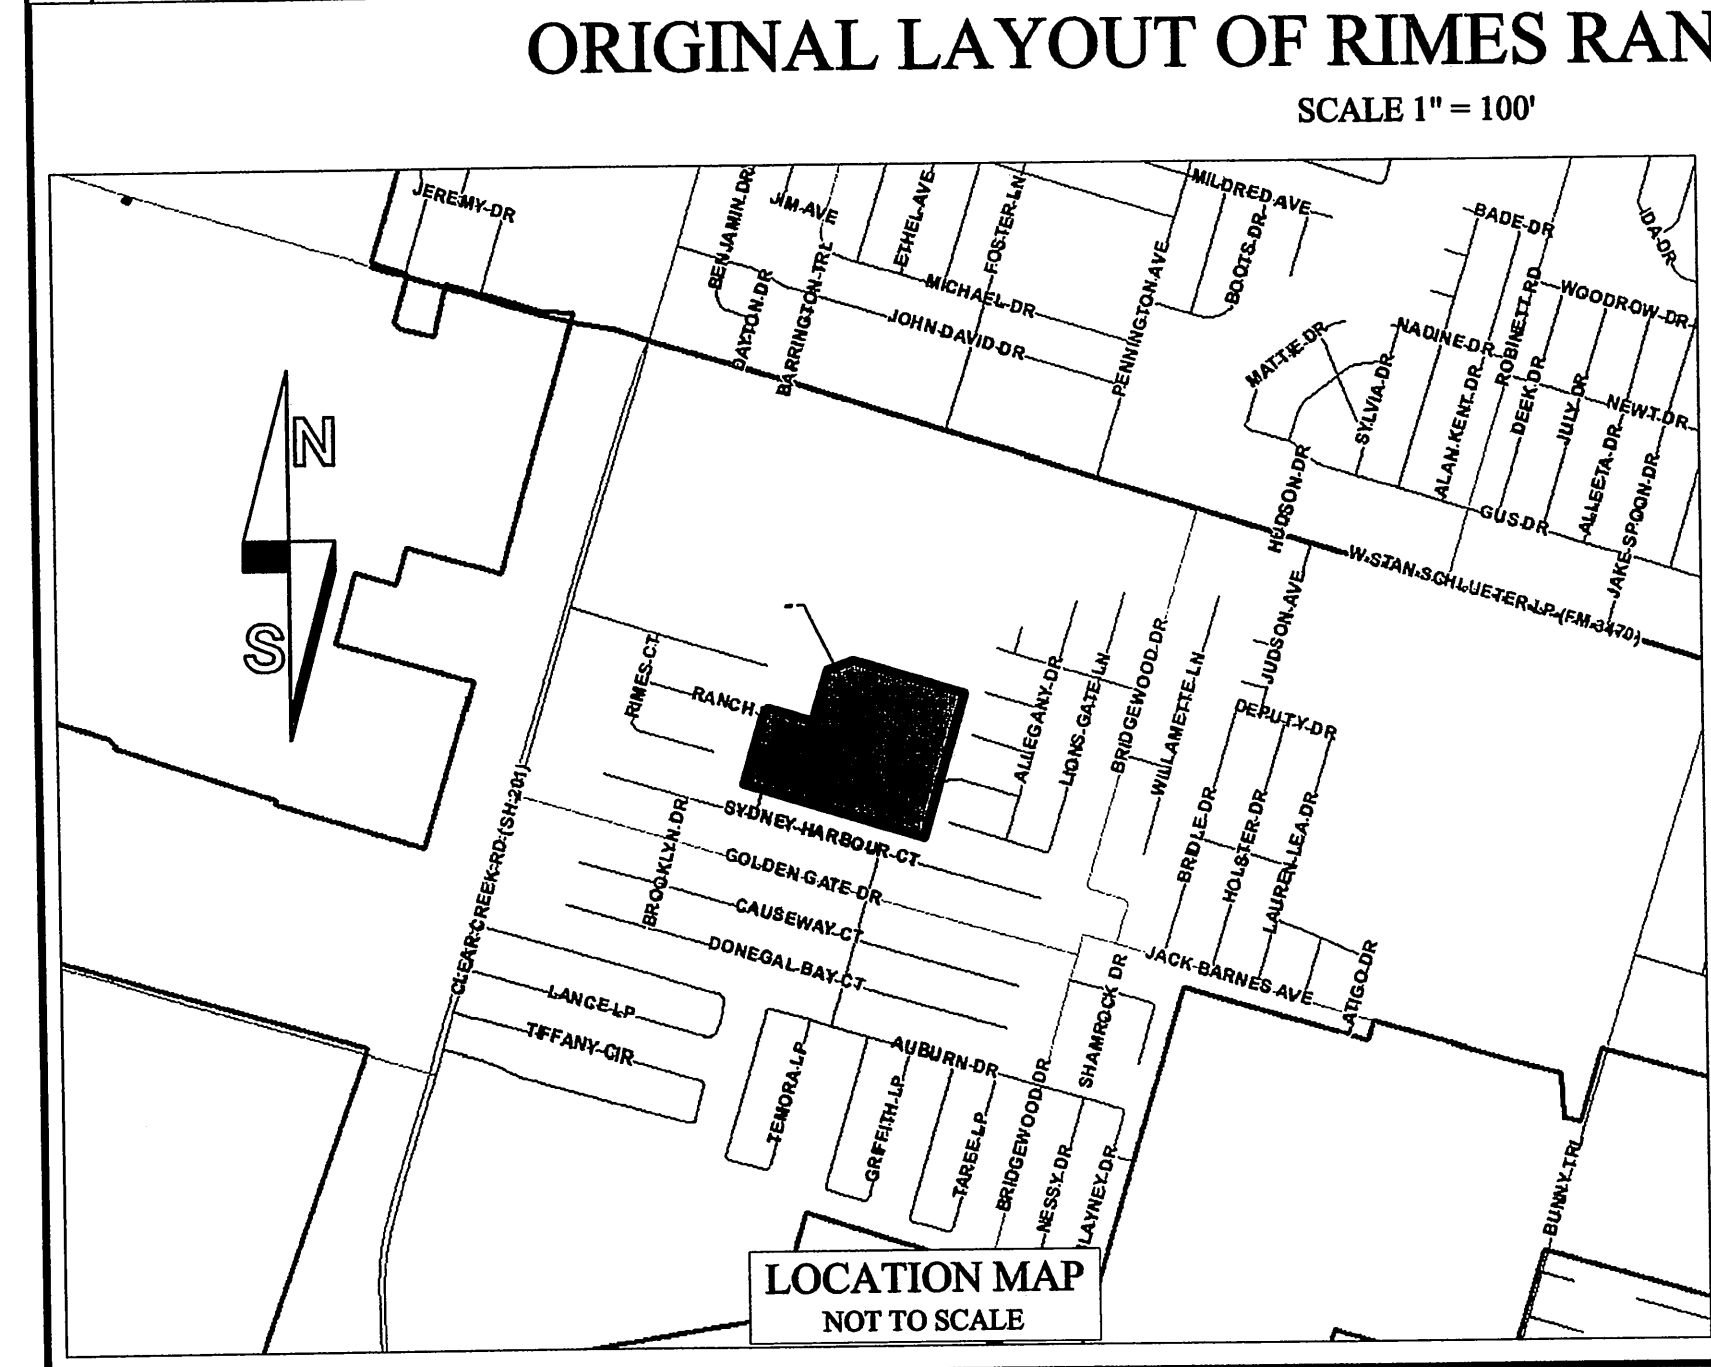 ORIGINAL LAYOUT OF RIMES RAN
SCALE 1" = 100'
JEREMY DR
BENJAMIN DR
JIM AVE
ETHEL AVE
FOSTER LN
MILDRED AVE
BOOTS DR
BADE DR
IDA DR
DAYTON DR
BARRINGTON TRL
MICHAEL DR
JOHN DAVID DR
PENNINGTON AVE
WOODROW DR
ROBINETT RD
NADINE DR
MATTIE DR
SYLVIA DR
ALAN KENT DR
DEEK DR
JULY DR
NEWT DR
ALLEETA DR
JAKE SPOON DR
GUS DR
HUDSON DR
W STAN SCHLUETER LP (FM 3470)
N
S
JUDSON AVE
RIMES CT
RANCH
ALLEGANY DR
LIONS GATE LN
BRIDGEWOOD DR
WILLAMETTE LN
DEPUTY DR
BRIDLE DR
HOLSTER DR
LAUREN LEA DR
CLEAR CREEK RD (SH 201)
BROOKLYN DR
SYDNEY HARBOUR CT
GOLDEN GATE DR
CAUSEWAY CT
DONEGAL BAY CT
LANCE LP
TIFFANY CIR
JACK BARNES AVE
ATIGO DR
SHAMROCK DR
AUBURN DR
TEMORA LP
GRIFFITH LP
TAREE LP
BRIDGEWOOD DR
NESSY DR
LAYNEY DR
BUNNY TRL
LOCATION MAP
NOT TO SCALE